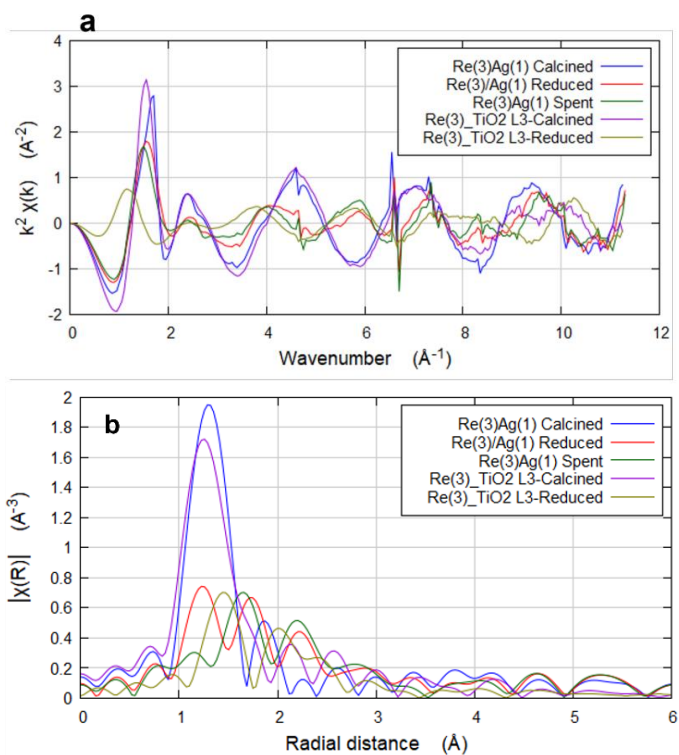 a
k² χ(k) (A⁻²)
4
3
2
1
0
-1
-2
Re(3)Ag(1) Calcined
Re(3)/Ag(1) Reduced
Re(3)Ag(1) Spent
Re(3)_TiO2 L3-Calcined
Re(3)_TiO2 L3-Reduced
0 2 4 6 8 10 12
Wavenumber (Å⁻¹)
b
|χ(R)| (A⁻³)
2
1.8
1.6
1.4
1.2
1
0.8
0.6
0.4
0.2
0
Re(3)Ag(1) Calcined
Re(3)/Ag(1) Reduced
Re(3)Ag(1) Spent
Re(3)_TiO2 L3-Calcined
Re(3)_TiO2 L3-Reduced
0 1 2 3 4 5 6
Radial distance (Å)